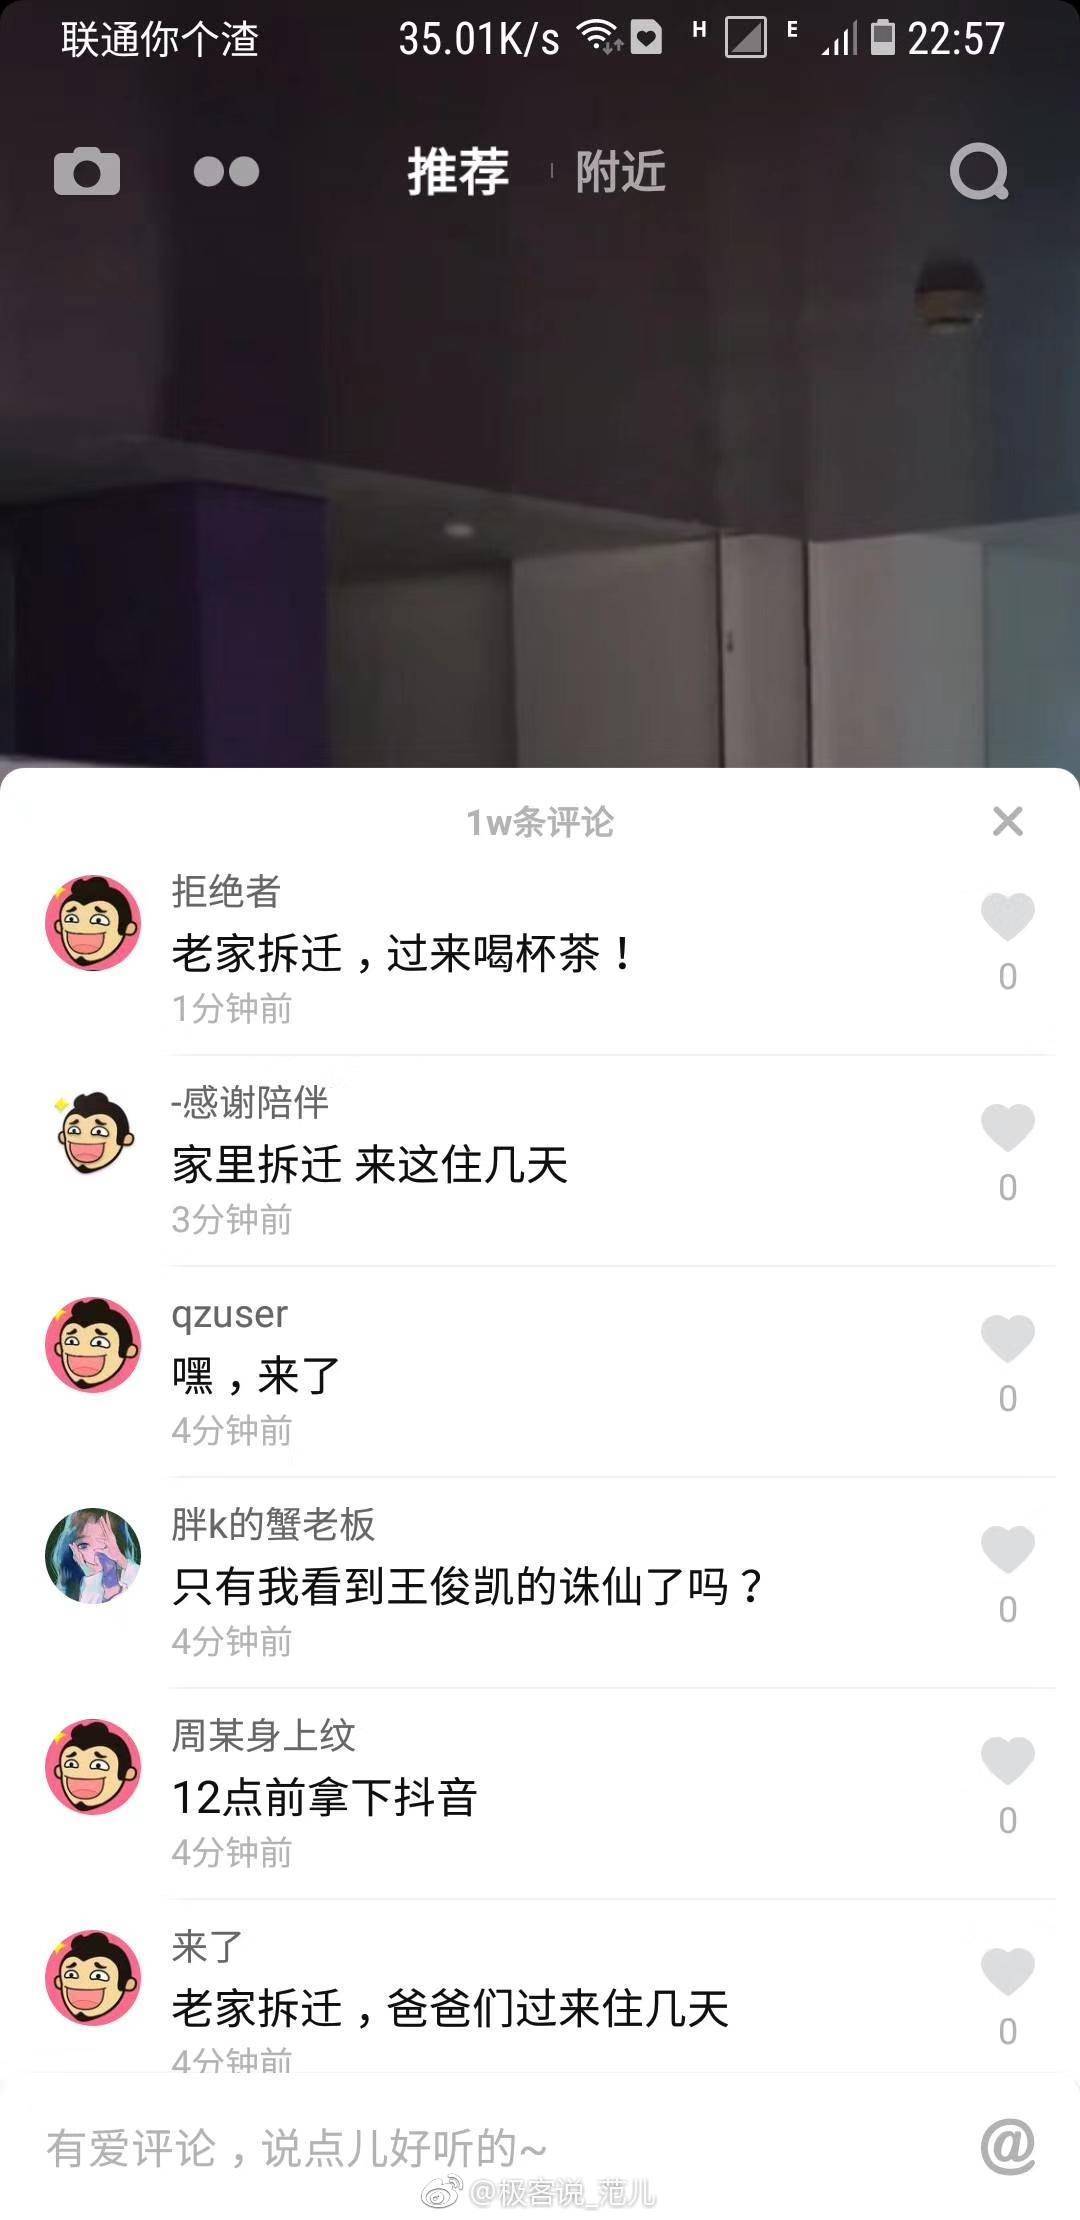 联通你个渣 35.01K/s H E 22:57
推荐 附近
1w条评论
拒绝者
老家拆迁，过来喝杯茶！
0
1分钟前
-感谢陪伴
家里拆迁 来这住几天
0
3分钟前
qzuser
嘿，来了
0
4分钟前
胖k的蟹老板
只有我看到王俊凯的诛仙了吗？
0
4分钟前
周某身上纹
12点前拿下抖音
0
4分钟前
来了
老家拆迁，爸爸们过来住几天
0
4分钟前
有爱评论，说点儿好听的~ @
@极客说_范儿